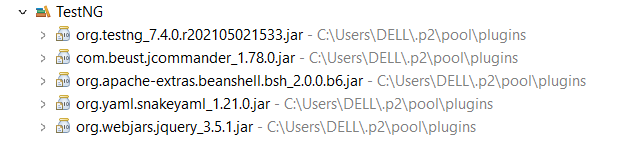 TestNG
org.testng_7.4.0.r202105021533.jar - C:\Users\DELL\.p2\pool\plugins
com.beust.jcommander_1.78.0.jar - C:\Users\DELL\.p2\pool\plugins
org.apache-extras.beanshell.bsh_2.0.0.b6.jar - C:\Users\DELL\.p2\pool\plugins
org.yaml.snakeyaml_1.21.0.jar - C:\Users\DELL\.p2\pool\plugins
org.webjars.jquery_3.5.1.jar - C:\Users\DELL\.p2\pool\plugins